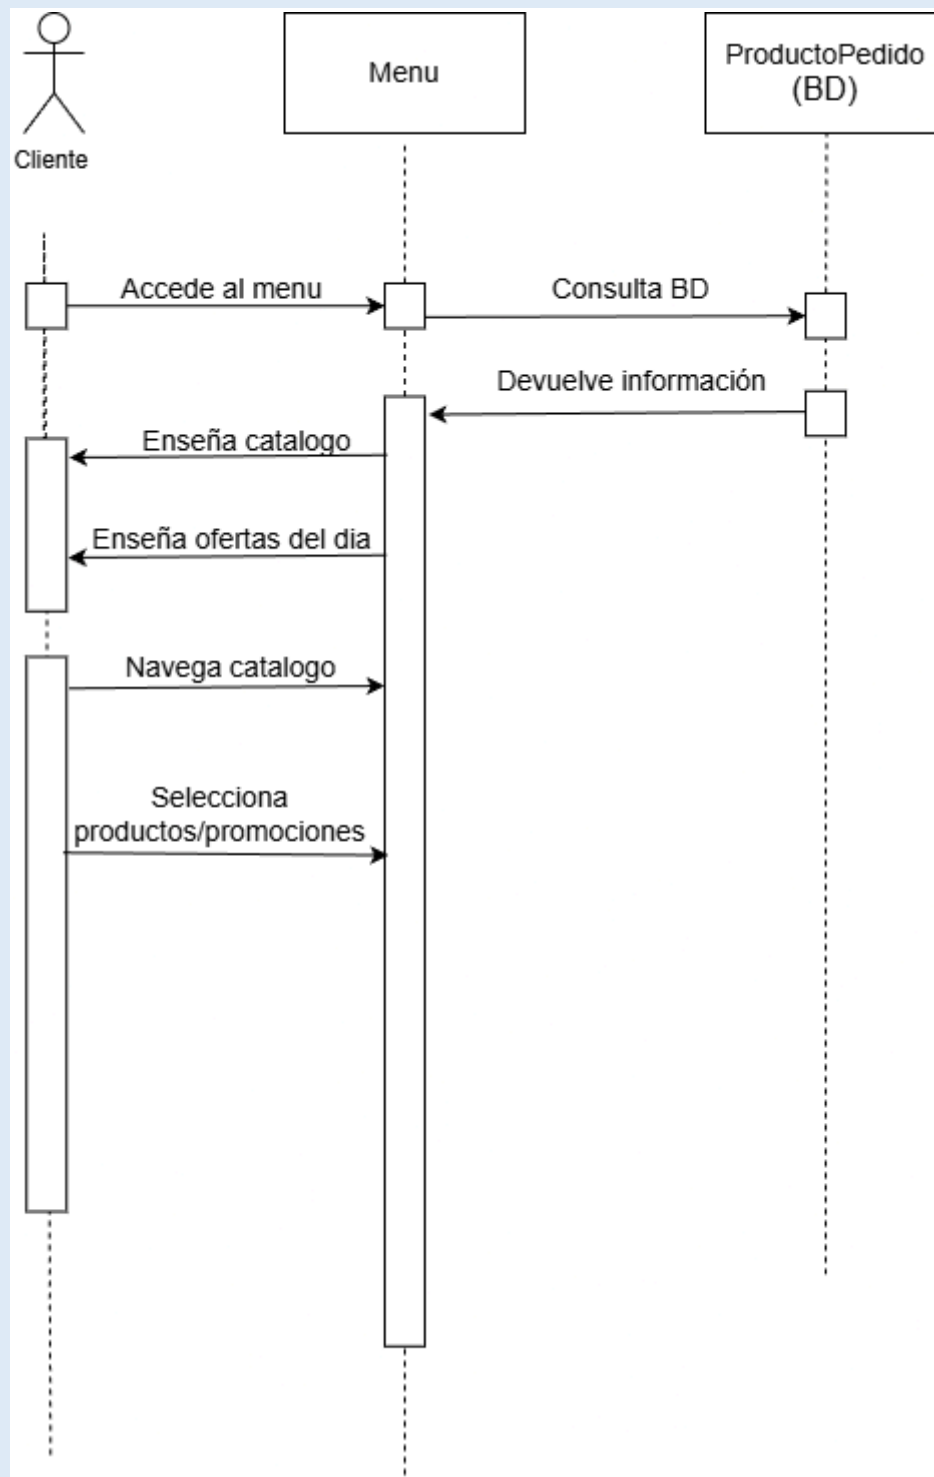 Cliente
Menu
ProductoPedido
(BD)
Accede al menu
Consulta BD
Devuelve información
Enseña catalogo
Enseña ofertas del dia
Navega catalogo
Selecciona
productos/promociones